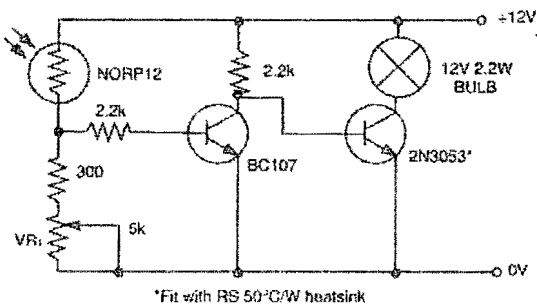 +12V
NORP12
2.2k
12V 2.2W
BULB
2.2k
BC107
2N3053*
300
VR₁
5k
0V
*Fit with RS 50°C/W heatsink